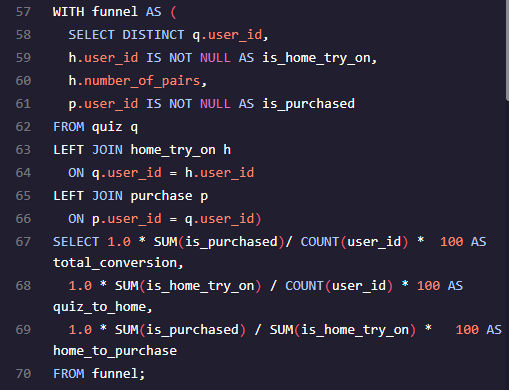 57 WITH funnel AS (
58 SELECT DISTINCT q.user_id,
59 h.user_id IS NOT NULL AS is_home_try_on,
60 h.number_of_pairs,
61 p.user_id IS NOT NULL AS is_purchased
62 FROM quiz q
63 LEFT JOIN home_try_on h
64 ON q.user_id = h.user_id
65 LEFT JOIN purchase p
66 ON p.user_id = q.user_id)
67 SELECT 1.0 * SUM(is_purchased)/ COUNT(user_id) *  100 AS
total_conversion,
68 1.0 * SUM(is_home_try_on) / COUNT(user_id) * 100 AS
quiz_to_home,
69 1.0 * SUM(is_purchased) / SUM(is_home_try_on) *   100 AS
home_to_purchase
70 FROM funnel;